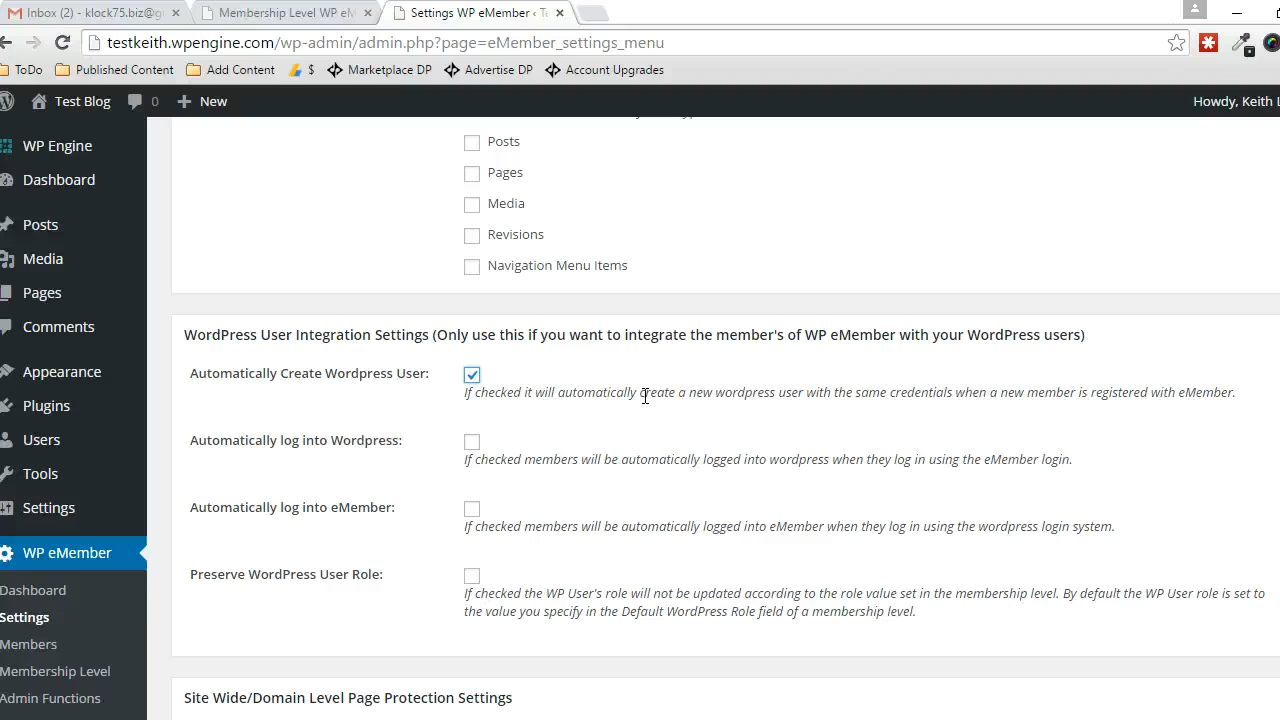 Inbox (2) - klock75.biz@g
Membership Level WP eM
Settings WP eMember ‹ Te
testkeith.wpengine.com/wp-admin/admin.php?page=eMember_settings_menu
ToDo
Published Content
Add Content
$
Marketplace DP
Advertise DP
Account Upgrades
Test Blog
0
New
Howdy, Keith L
WP Engine
Dashboard
Posts
Media
Pages
Comments
Appearance
Plugins
Users
Tools
Settings
WP eMember
Dashboard
Settings
Members
Membership Level
Admin Functions
Posts
Pages
Media
Revisions
Navigation Menu Items
WordPress User Integration Settings (Only use this if you want to integrate the member's of WP eMember with your WordPress users)
Automatically Create Wordpress User:
If checked it will automatically create a new wordpress user with the same credentials when a new member is registered with eMember.
Automatically log into Wordpress:
If checked members will be automatically logged into wordpress when they log in using the eMember login.
Automatically log into eMember:
If checked members will be automatically logged into eMember when they log in using the wordpress login system.
Preserve WordPress User Role:
If checked the WP User's role will not be updated according to the role value set in the membership level. By default the WP User role is set to
the value you specify in the Default WordPress Role field of a membership level.
Site Wide/Domain Level Page Protection Settings